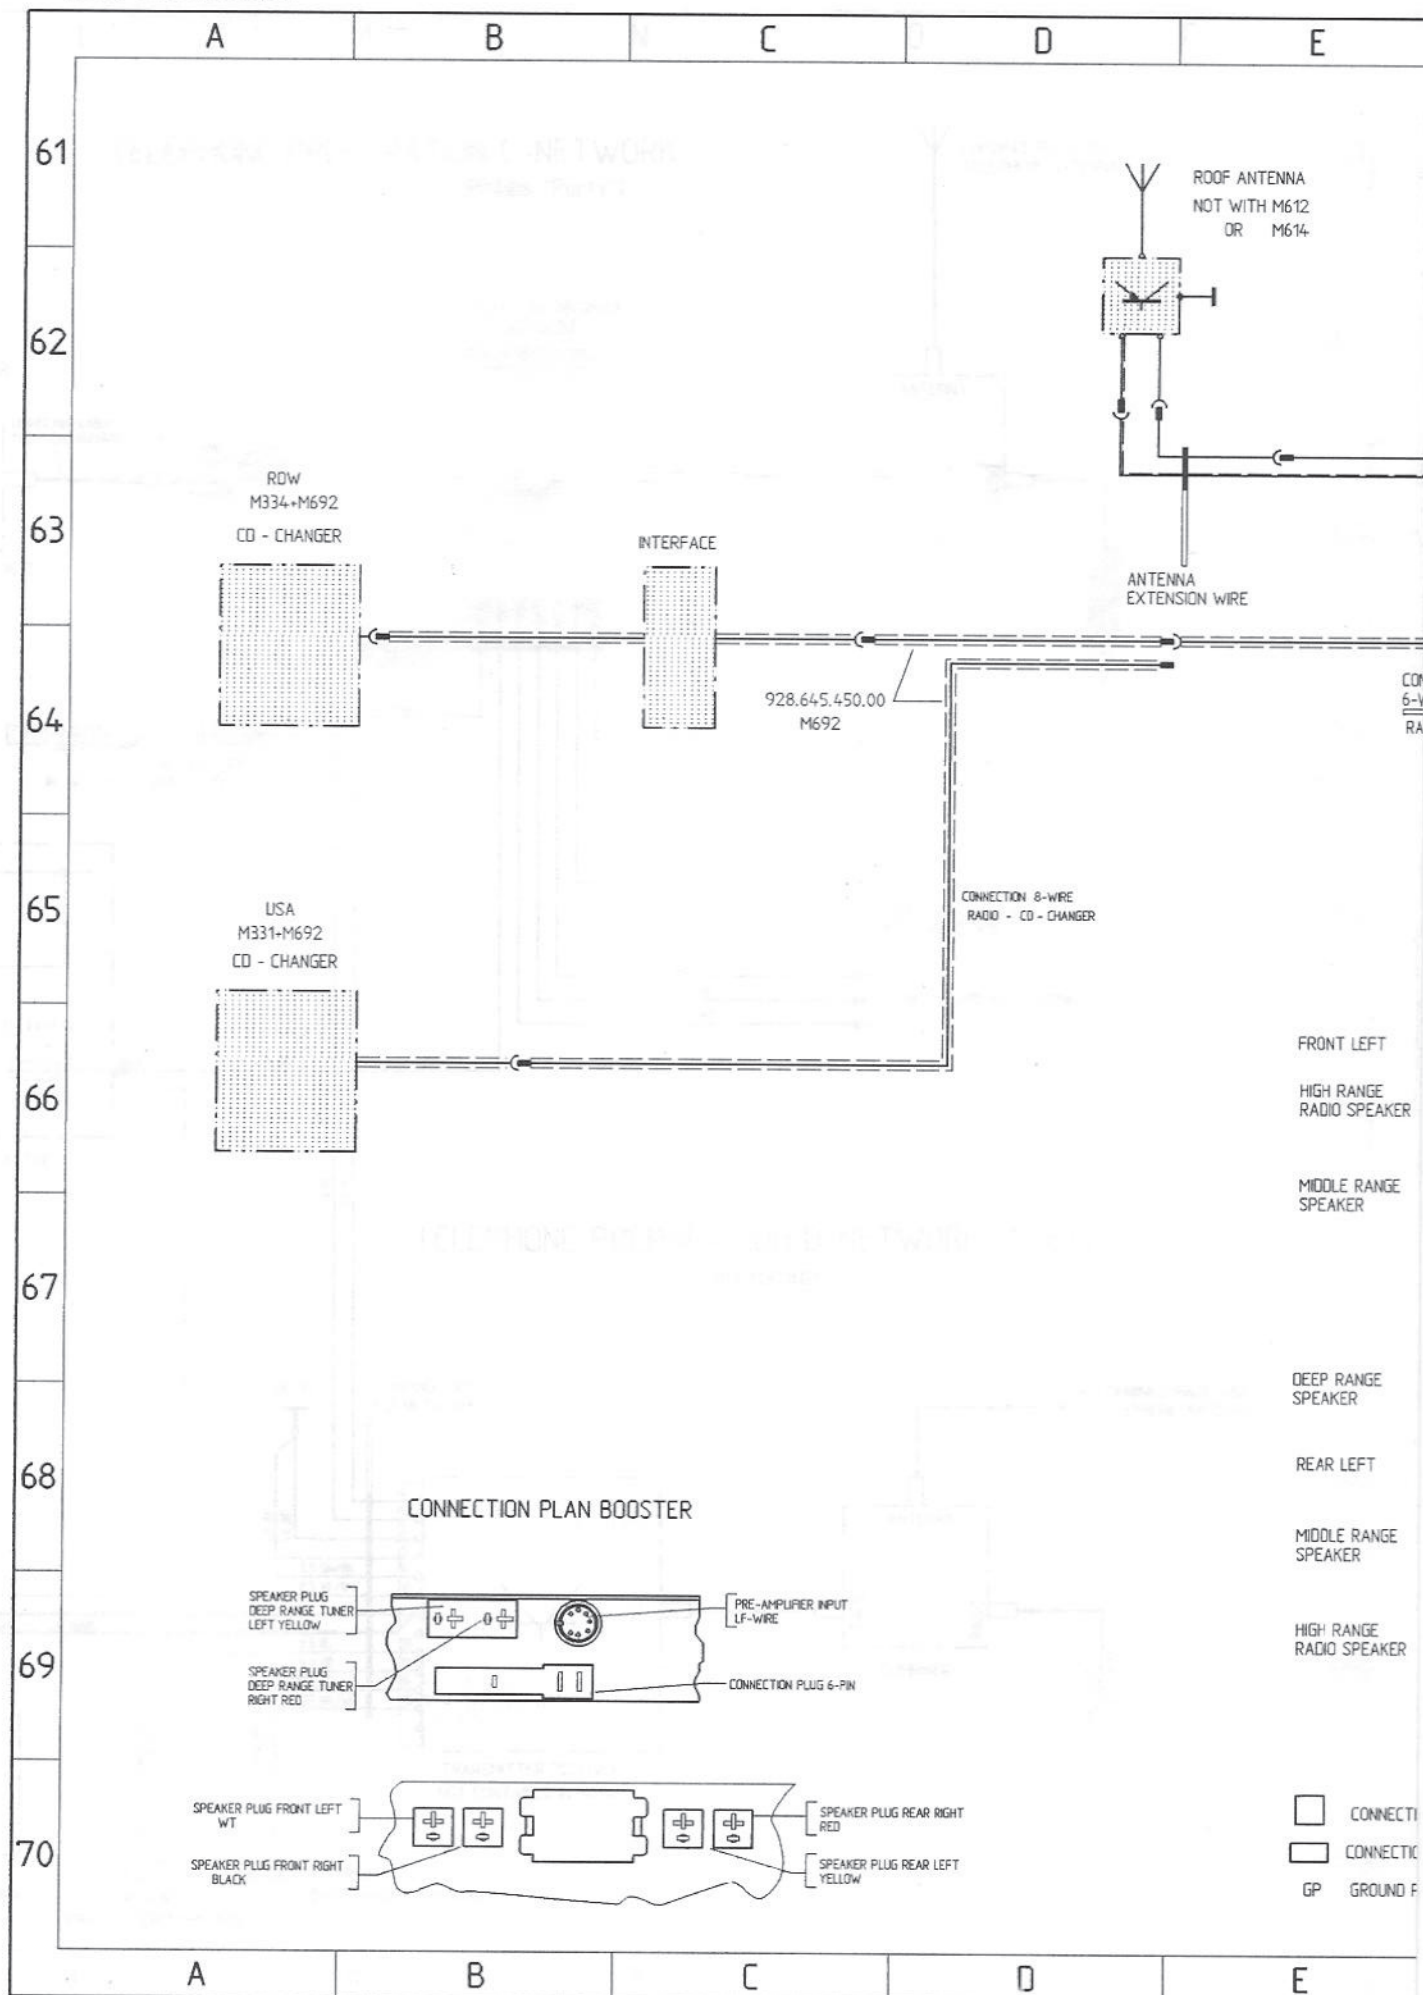 A B C D E
61
ROOF ANTENNA
NOT WITH M612
OR M614
62
RDW
M334+M692
CD - CHANGER
63
INTERFACE
ANTENNA
EXTENSION WIRE
64
928.645.450.00
M692
65
USA
M331+M692
CD - CHANGER
CONNECTION 8-WIRE
RADIO - CD - CHANGER
66
FRONT LEFT
HIGH RANGE
RADIO SPEAKER
MIDDLE RANGE
SPEAKER
67
DEEP RANGE
SPEAKER
68
REAR LEFT
CONNECTION PLAN BOOSTER
MIDDLE RANGE
SPEAKER
SPEAKER PLUG
DEEP RANGE TUNER
LEFT YELLOW
PRE-AMPLIFIER INPUT
LF-WIRE
HIGH RANGE
RADIO SPEAKER
69
SPEAKER PLUG
DEEP RANGE TUNER
RIGHT RED
CONNECTION PLUG 6-PIN
SPEAKER PLUG FRONT LEFT
WT
SPEAKER PLUG REAR RIGHT
RED
70
SPEAKER PLUG FRONT RIGHT
BLACK
SPEAKER PLUG REAR LEFT
YELLOW
CONNECTI
CONNECTIO
GP GROUND
A B C D E